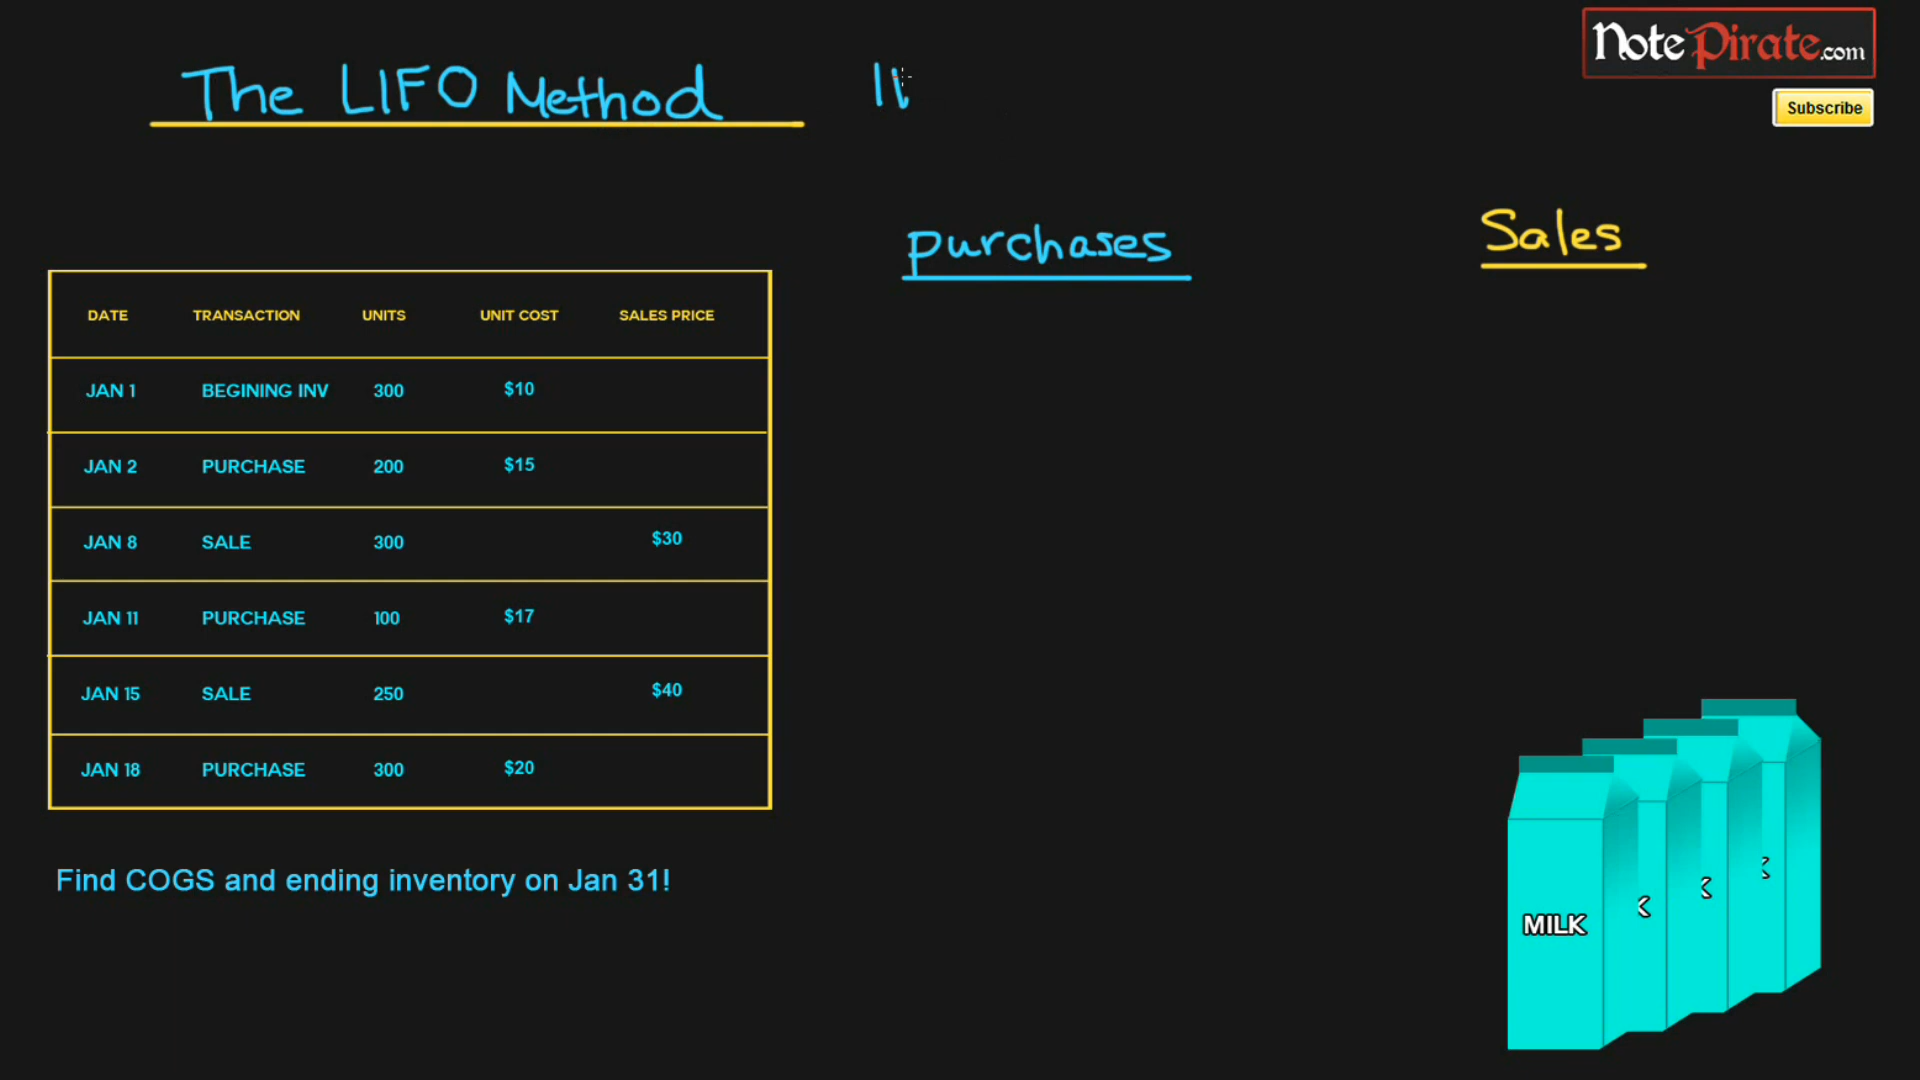 The LIFO Method
NotePirate.com
Subscribe
purchases
Sales
DATE TRANSACTION UNITS UNIT COST SALES PRICE
JAN 1 BEGINING INV 300 $10
JAN 2 PURCHASE 200 $15
JAN 8 SALE 300 $30
JAN 11 PURCHASE 100 $17
JAN 15 SALE 250 $40
JAN 18 PURCHASE 300 $20
Find COGS and ending inventory on Jan 31!
MILK
K
K
K